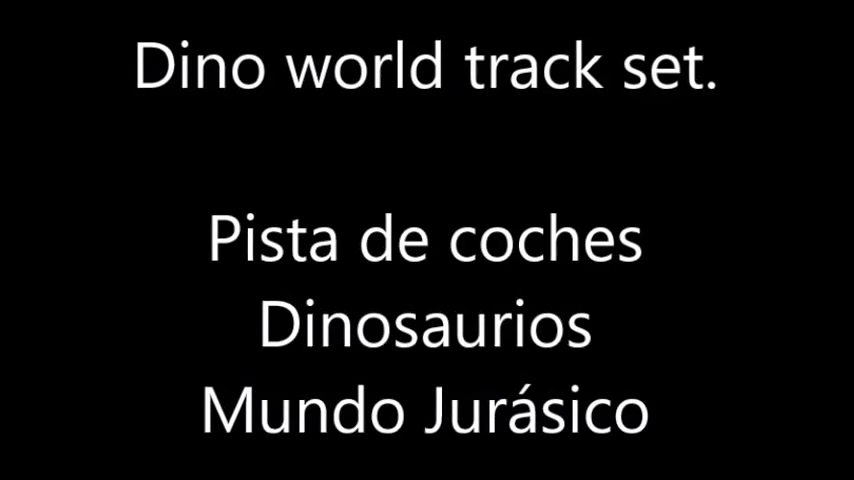 Dino world track set.
Pista de coches
Dinosaurios
Mundo Jurásico